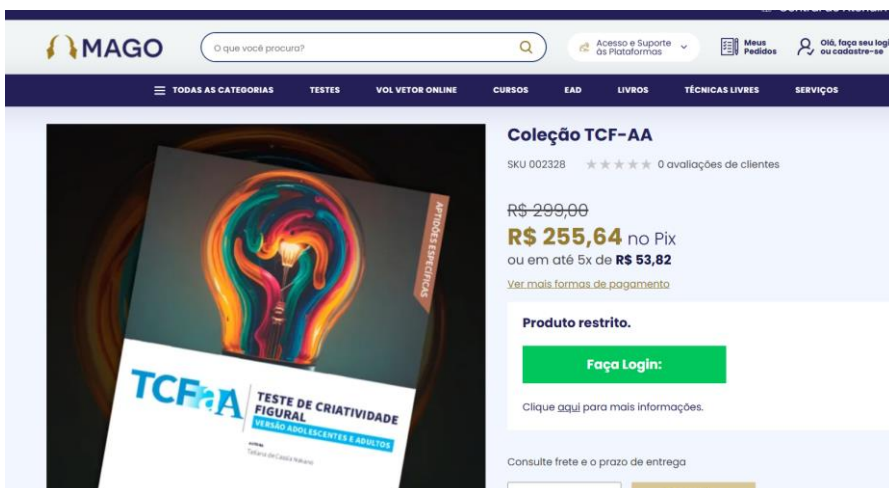 MAGO
O que você procura?
Acesso e Suporte
às Plataformas
Meus
Pedidos
Olá, faça seu logi
ou cadastre-se
TODAS AS CATEGORIAS
TESTES
VOL VETOR ONLINE
CURSOS
EAD
LIVROS
TÉCNICAS LIVRES
SERVIÇOS
APTIDÕES ESPECÍFICAS
TCFaA
TESTE DE CRIATIVIDADE
FIGURAL
VERSÃO ADOLESCENTES E ADULTOS
Tatiana de Cássia Nakano
Coleção TCF-AA
SKU 002328
0 avaliações de clientes
R$ 299,00
R$ 255,64 no Pix
ou em até 5x de R$ 53,82
Ver mais formas de pagamento
Produto restrito.
Faça Login:
Clique aqui para mais informações.
Consulte frete e o prazo de entrega